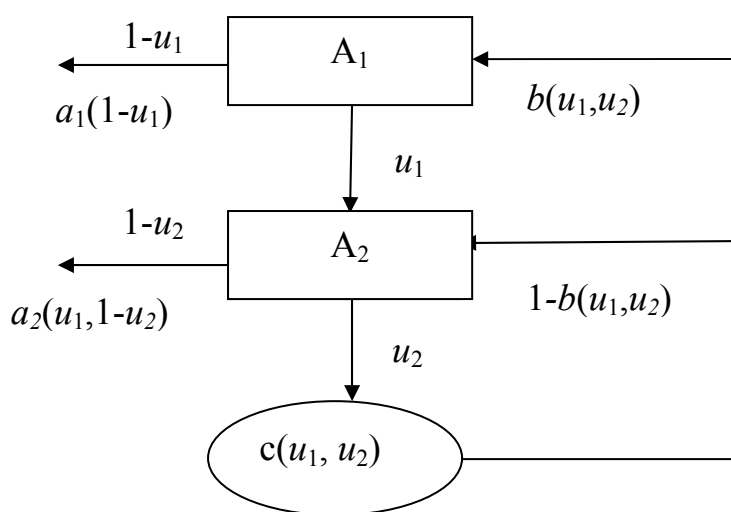 1-u₁
A₁
a₁(1-u₁)
b(u₁,u₂)
u₁
1-u₂
A₂
a₂(u₁,1-u₂)
1-b(u₁,u₂)
u₂
c(u₁, u₂)